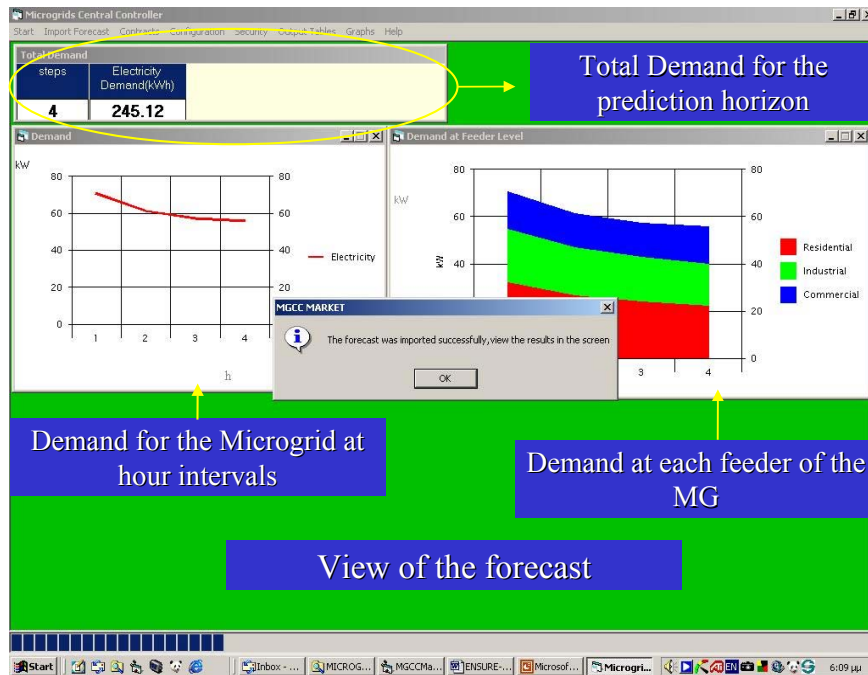 Microgrids Central Controller
Start Import Forecast Contracts Configuration Security Output Tables Graphs Help
Total Demand
steps
Electricity
Demand(kWh)
4
245.12
Total Demand for the
prediction horizon
Demand
kW
80
60
40
20
0
80
60
40
20
1 2 3 4
h
Electricity
Demand at Feeder Level
kW
kW
80
60
40
80
60
40
20
0
3 4
Residential
Industrial
Commercial
MGCC MARKET
The forecast was imported successfully,view the results in the screen
OK
Demand for the Microgrid at
hour intervals
Demand at each feeder of the
MG
View of the forecast
Start
Inbox - ...
MICROG...
MGCCMa...
ENSURE-...
Microsof...
Microgri...
EN
6:09 μμ